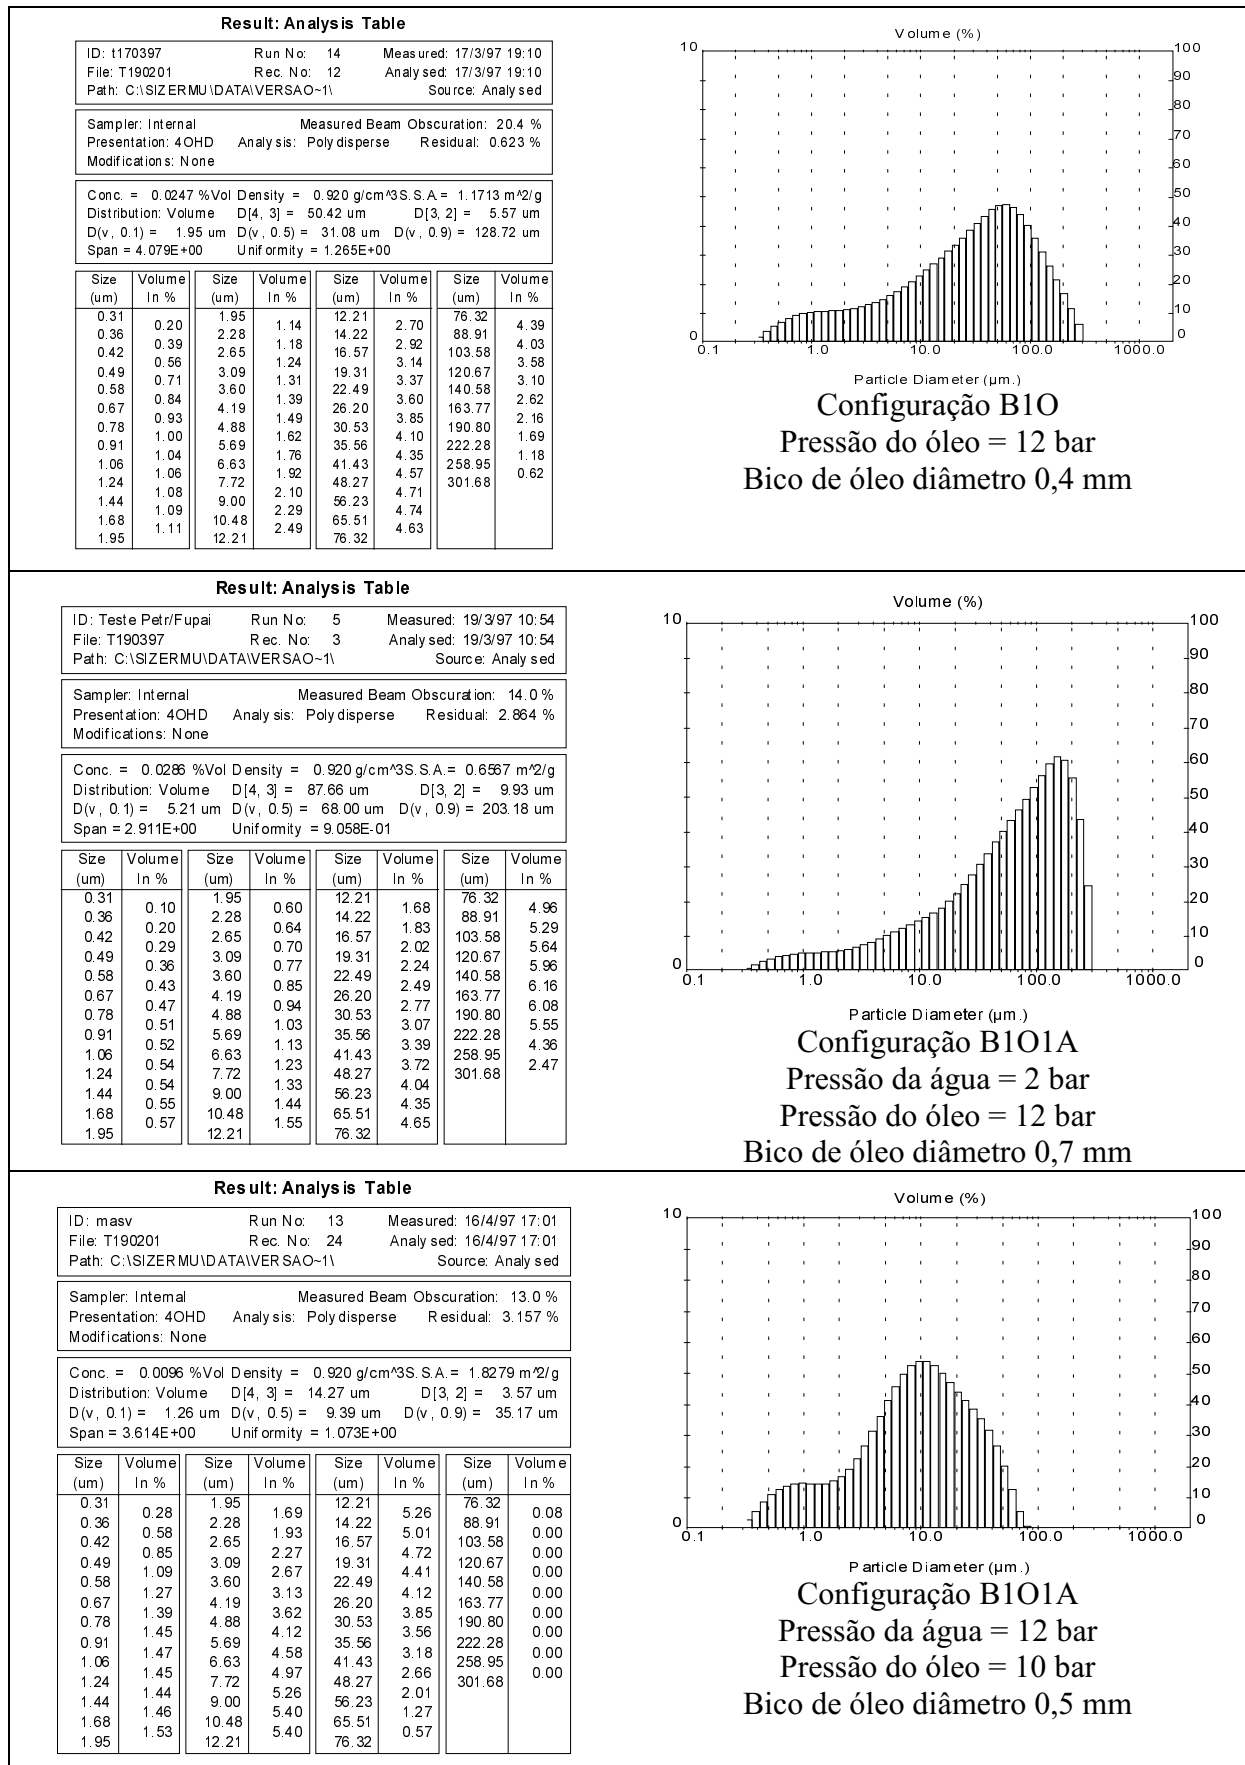 Result: Analysis Table
ID: t170397 Run No: 14 Measured: 17/3/97 19:10
File: T190201 Rec. No: 12 Analysed: 17/3/97 19:10
Path: C:\SIZERMU\DATA\VERSAO~1\ Source: Analysed
Sampler: Internal Measured Beam Obscuration: 20.4 %
Presentation: 4OHD Analysis: Polydisperse Residual: 0.623 %
Modifications: None
Conc. = 0.0247 %Vol Density = 0.920 g/cm^3 S.S.A.= 1.1713 m^2/g
Distribution: Volume D[4, 3] = 50.42 um D[3, 2] = 5.57 um
D(v, 0.1) = 1.95 um D(v, 0.5) = 31.08 um D(v, 0.9) = 128.72 um
Span = 4.079E+00 Uniformity = 1.265E+00
Size Volume Size Volume Size Volume Size Volume
(um) In % (um) In % (um) In % (um) In %
0.31 1.95 12.21 76.32
0.20 1.14 2.70 4.39
0.36 2.28 14.22 88.91
0.39 1.18 2.92 4.03
0.42 2.65 16.57 103.58
0.56 1.24 3.14 3.58
0.49 3.09 19.31 120.67
0.71 1.31 3.37 3.10
0.58 3.60 22.49 140.58
0.84 1.39 3.60 2.62
0.67 4.19 26.20 163.77
0.93 1.49 3.85 2.16
0.78 4.88 30.53 190.80
1.00 1.62 4.10 1.69
0.91 5.69 35.56 222.28
1.04 1.76 4.35 1.18
1.06 6.63 41.43 258.95
1.06 1.92 4.57 0.62
1.24 7.72 48.27 301.68
1.08 2.10 4.71
1.44 9.00 56.23
1.09 2.29 4.74
1.68 10.48 65.51
1.11 2.49 4.63
1.95 12.21 76.32
Volume (%)
10 100
90
80
70
60
50
40
30
20
10
0 0
0.1 1.0 10.0 100.0 1000.0
Particle Diameter (µm.)
Configuração B1O
Pressão do óleo = 12 bar
Bico de óleo diâmetro 0,4 mm
Result: Analysis Table
ID: Teste Petr/Fupai Run No: 5 Measured: 19/3/97 10:54
File: T190397 Rec. No: 3 Analysed: 19/3/97 10:54
Path: C:\SIZERMU\DATA\VERSAO~1\ Source: Analysed
Sampler: Internal Measured Beam Obscuration: 14.0 %
Presentation: 4OHD Analysis: Polydisperse Residual: 2.864 %
Modifications: None
Conc. = 0.0286 %Vol Density = 0.920 g/cm^3 S.S.A.= 0.6567 m^2/g
Distribution: Volume D[4, 3] = 87.66 um D[3, 2] = 9.93 um
D(v, 0.1) = 5.21 um D(v, 0.5) = 68.00 um D(v, 0.9) = 203.18 um
Span = 2.911E+00 Uniformity = 9.058E-01
Size Volume Size Volume Size Volume Size Volume
(um) In % (um) In % (um) In % (um) In %
0.31 1.95 12.21 76.32
0.10 0.60 1.68 4.96
0.36 2.28 14.22 88.91
0.20 0.64 1.83 5.29
0.42 2.65 16.57 103.58
0.29 0.70 2.02 5.64
0.49 3.09 19.31 120.67
0.36 0.77 2.24 5.96
0.58 3.60 22.49 140.58
0.43 0.85 2.49 6.16
0.67 4.19 26.20 163.77
0.47 0.94 2.77 6.08
0.78 4.88 30.53 190.80
0.51 1.03 3.07 5.55
0.91 5.69 35.56 222.28
0.52 1.13 3.39 4.36
1.06 6.63 41.43 258.95
0.54 1.23 3.72 2.47
1.24 7.72 48.27 301.68
0.54 1.33 4.04
1.44 9.00 56.23
0.55 1.44 4.35
1.68 10.48 65.51
0.57 1.55 4.65
1.95 12.21 76.32
Volume (%)
10 100
90
80
70
60
50
40
30
20
10
0 0
0.1 1.0 10.0 100.0 1000.0
Particle Diameter (µm.)
Configuração B1O1A
Pressão da água = 2 bar
Pressão do óleo = 12 bar
Bico de óleo diâmetro 0,7 mm
Result: Analysis Table
ID: masv Run No: 13 Measured: 16/4/97 17:01
File: T190201 Rec. No: 24 Analysed: 16/4/97 17:01
Path: C:\SIZERMU\DATA\VERSAO~1\ Source: Analysed
Sampler: Internal Measured Beam Obscuration: 13.0 %
Presentation: 4OHD Analysis: Polydisperse Residual: 3.157 %
Modifications: None
Conc. = 0.0096 %Vol Density = 0.920 g/cm^3 S.S.A.= 1.8279 m^2/g
Distribution: Volume D[4, 3] = 14.27 um D[3, 2] = 3.57 um
D(v, 0.1) = 1.26 um D(v, 0.5) = 9.39 um D(v, 0.9) = 35.17 um
Span = 3.614E+00 Uniformity = 1.073E+00
Size Volume Size Volume Size Volume Size Volume
(um) In % (um) In % (um) In % (um) In %
0.31 1.95 12.21 76.32
0.28 1.69 5.26 0.08
0.36 2.28 14.22 88.91
0.58 1.93 5.01 0.00
0.42 2.65 16.57 103.58
0.85 2.27 4.72 0.00
0.49 3.09 19.31 120.67
1.09 2.67 4.41 0.00
0.58 3.60 22.49 140.58
1.27 3.13 4.12 0.00
0.67 4.19 26.20 163.77
1.39 3.62 3.85 0.00
0.78 4.88 30.53 190.80
1.45 4.12 3.56 0.00
0.91 5.69 35.56 222.28
1.47 4.58 3.18 0.00
1.06 6.63 41.43 258.95
1.45 4.97 2.66 0.00
1.24 7.72 48.27 301.68
1.44 5.26 2.01
1.44 9.00 56.23
1.46 5.40 1.27
1.68 10.48 65.51
1.53 5.40 0.57
1.95 12.21 76.32
Volume (%)
10 100
90
80
70
60
50
40
30
20
10
0 0
0.1 1.0 10.0 100.0 1000.0
Particle Diameter (µm.)
Configuração B1O1A
Pressão da água = 12 bar
Pressão do óleo = 10 bar
Bico de óleo diâmetro 0,5 mm